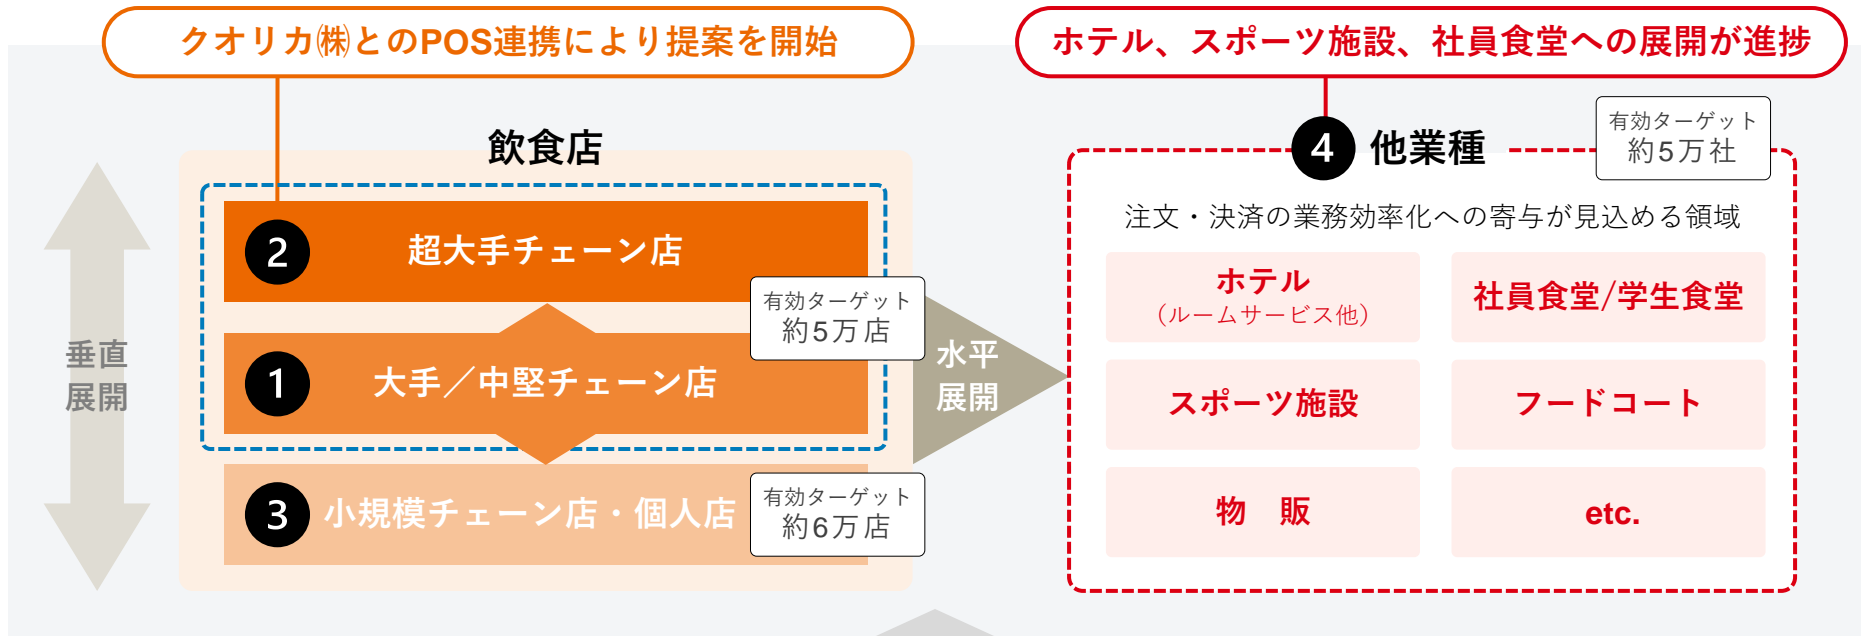 クオリカ㈱とのPOS連携により提案を開始
ホテル、スポーツ施設、社員食堂への展開が進捗
飲食店
2
超大手チェーン店
有効ターゲット
約5万店
1
大手／中堅チェーン店
3
小規模チェーン店・個人店
有効ターゲット
約6万店
垂直
展開
水平
展開
4
他業種
有効ターゲット
約5万社
注文・決済の業務効率化への寄与が見込める領域
ホテル
（ルームサービス他）
社員食堂/学生食堂
スポーツ施設
フードコート
物　販
etc.